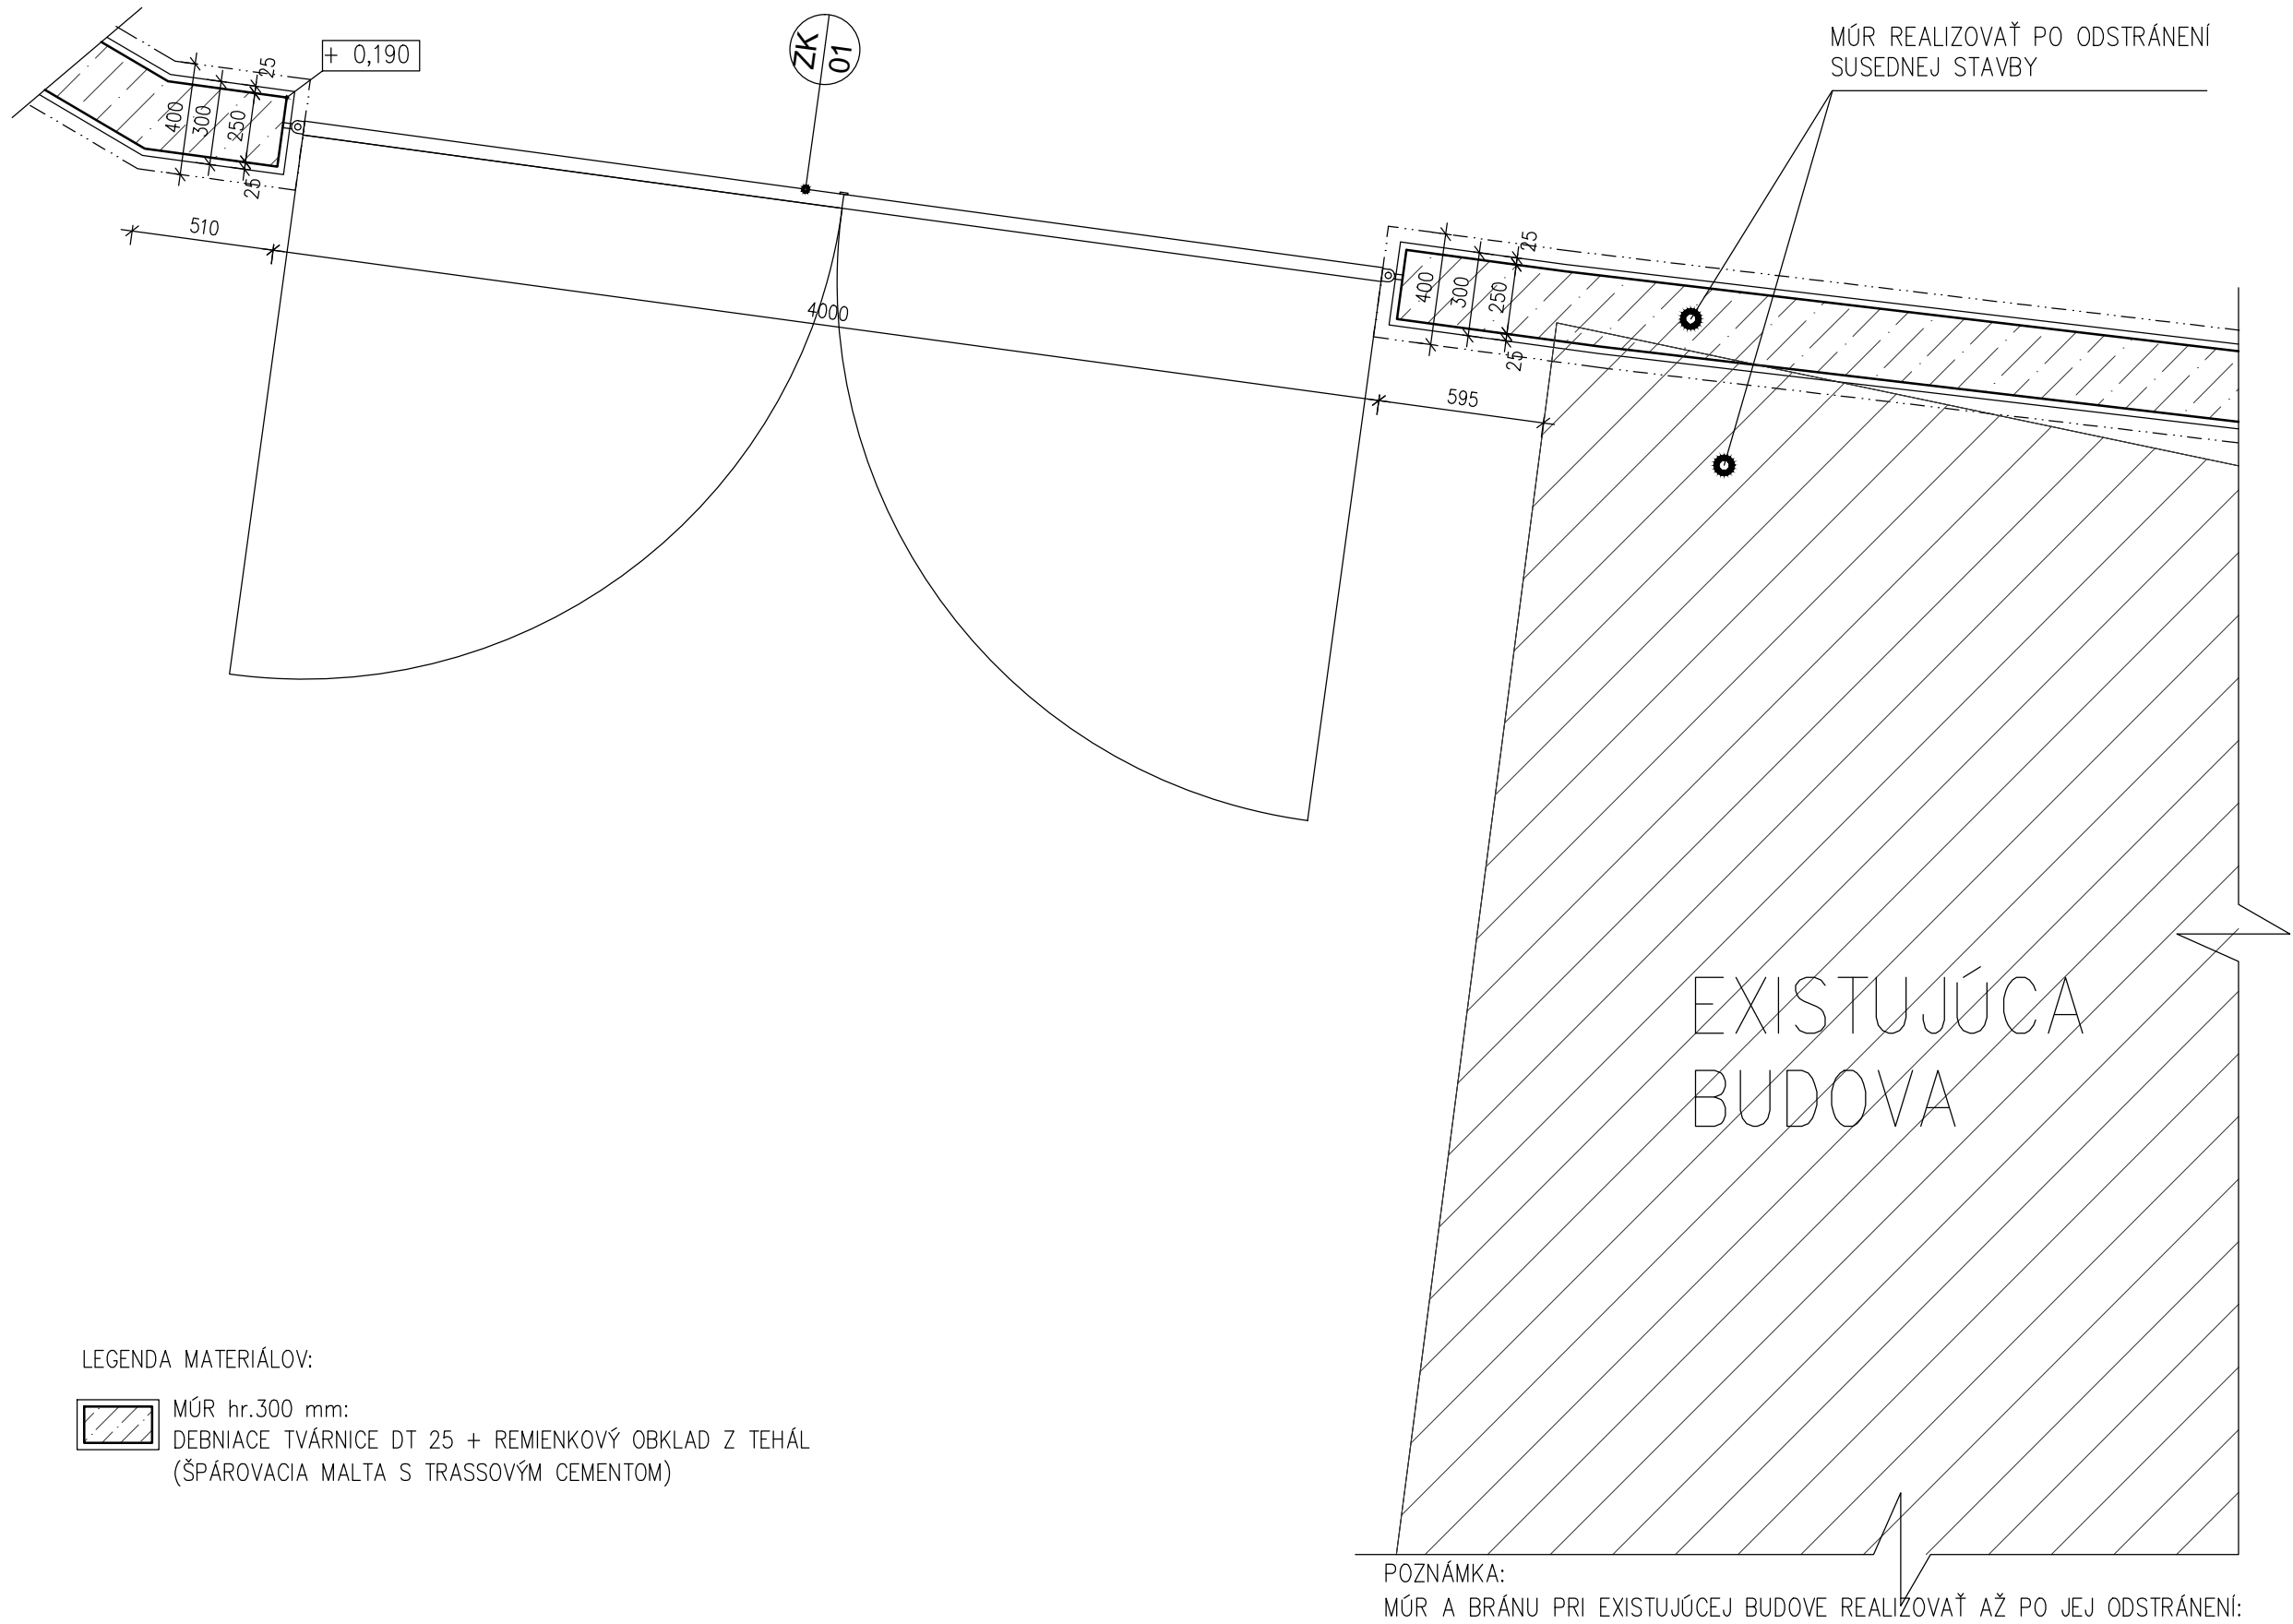 MÚR REALIZOVAŤ PO ODSTRÁNENÍ
SUSEDNEJ STAVBY
ZK
01
+ 0,190
400
300
250
25
25
510
4000
400
300
250
25
25
595
EXISTUJÚCA
BUDOVA
LEGENDA MATERIÁLOV:
MÚR hr.300 mm:
DEBNIACE TVÁRNICE DT 25 + REMIENKOVÝ OBKLAD Z TEHÁL
(ŠPÁROVACIA MALTA S TRASSOVÝM CEMENTOM)
POZNÁMKA:
MÚR A BRÁNU PRI EXISTUJÚCEJ BUDOVE REALIZOVAŤ AŽ PO JEJ ODSTRÁNENÍ: